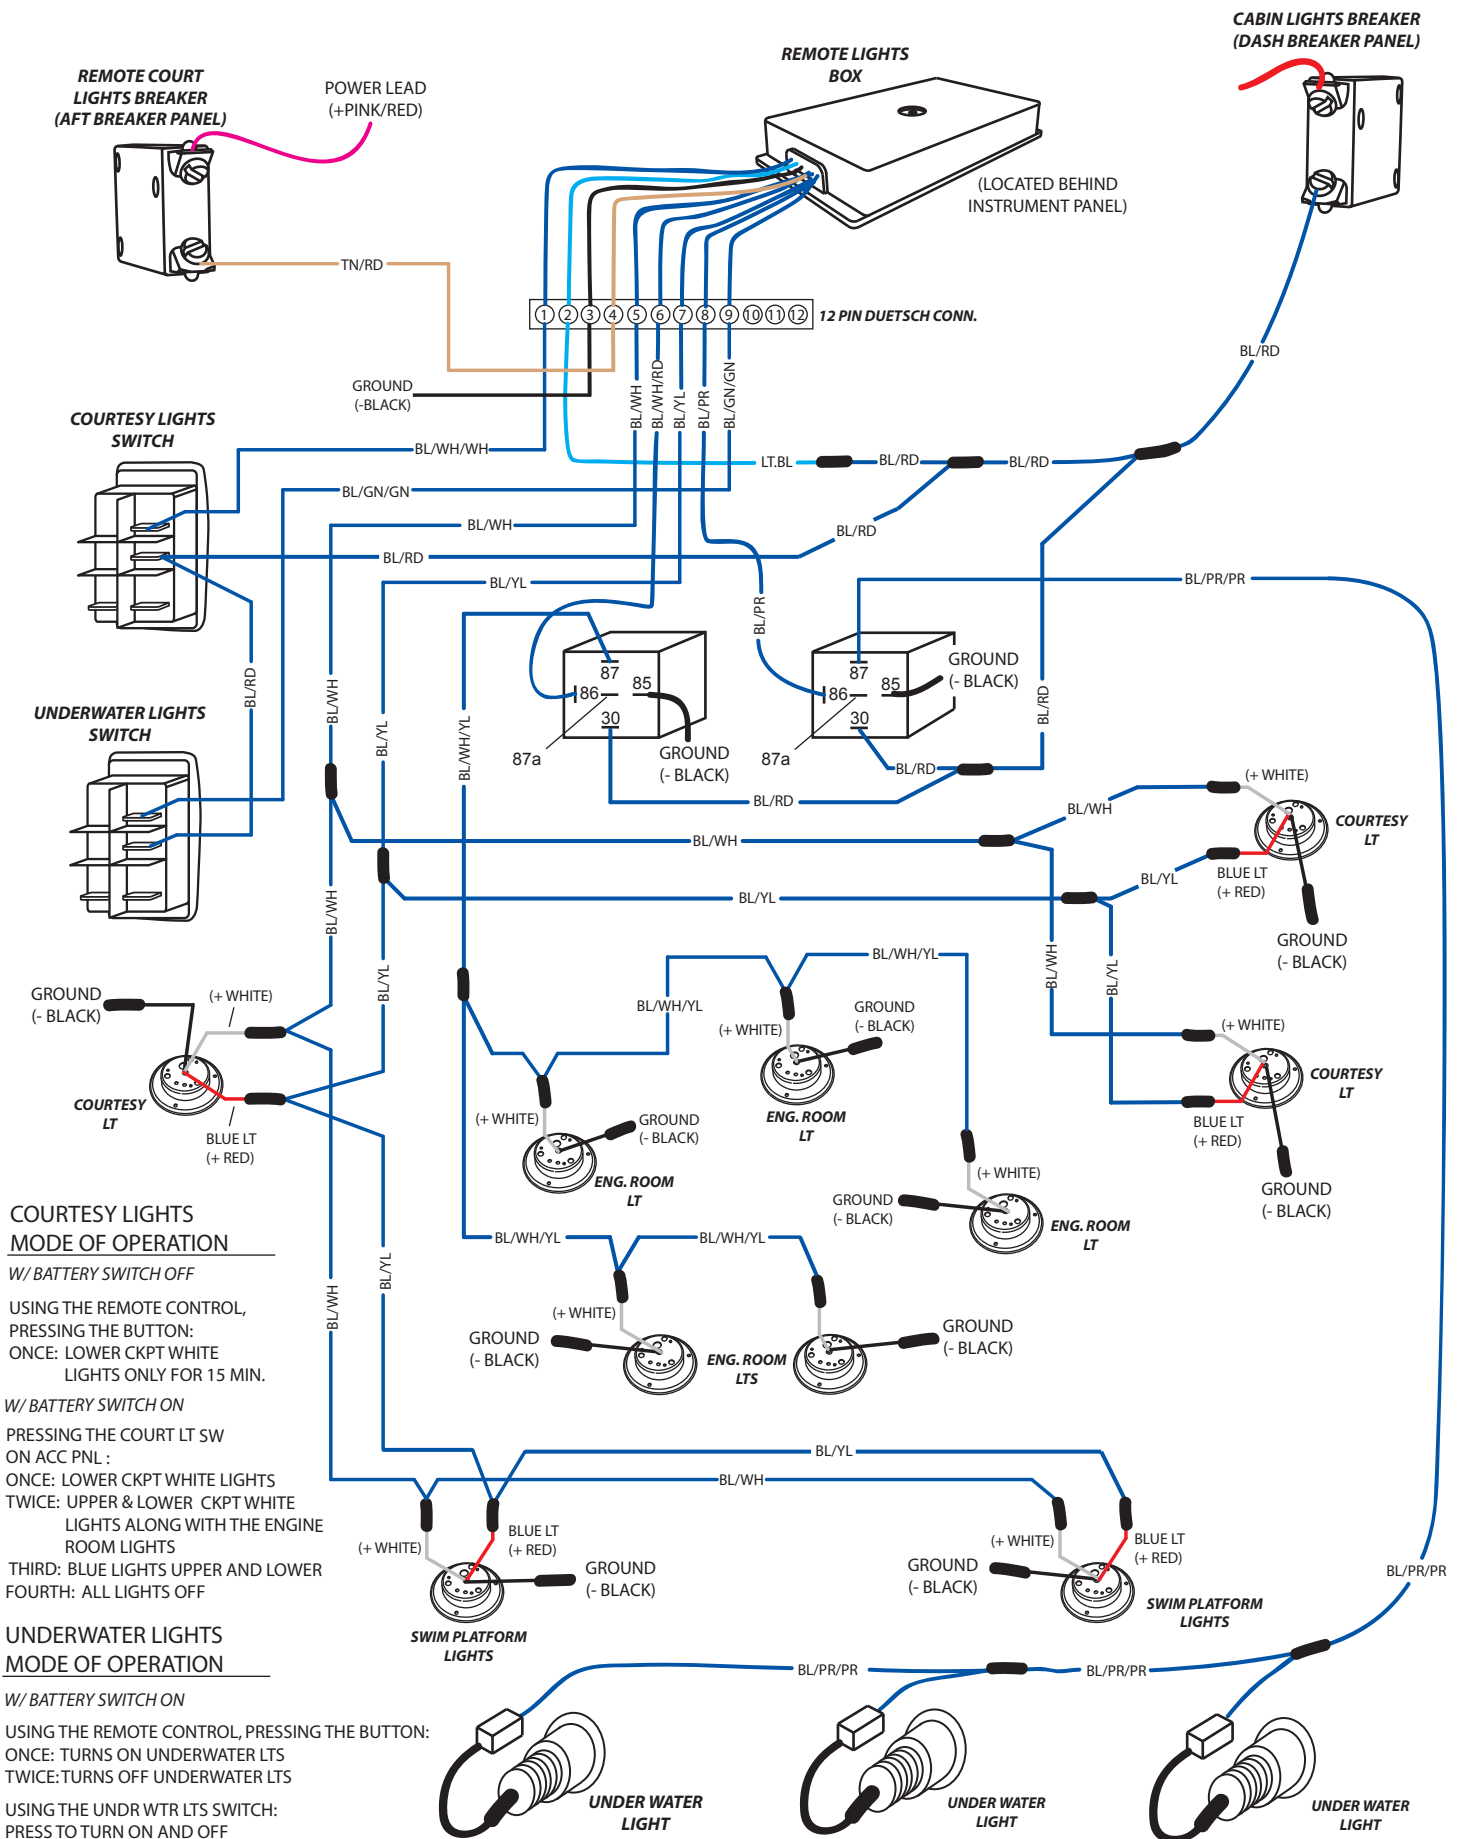 CABIN LIGHTS BREAKER
(DASH BREAKER PANEL)
REMOTE LIGHTS
BOX
REMOTE COURT
LIGHTS BREAKER
(AFT BREAKER PANEL)
POWER LEAD
(+PINK/RED)
(LOCATED BEHIND
INSTRUMENT PANEL)
TN/RD
1 2 3 4 5 6 7 8 9 10 11 12
12 PIN DUETSCH CONN.
BL/RD
GROUND
(-BLACK)
BL/WH
BL/WH/RD
BL/YL
BL/PR
BL/GN/GN
COURTESY LIGHTS
SWITCH
BL/WH/WH
LT.BL
BL/RD
BL/RD
BL/GN/GN
BL/WH
BL/RD
BL/RD
BL/YL
BL/PR/PR
BL/PR
87
86
85
30
87a
GROUND
(- BLACK)
87
86
85
30
87a
GROUND
(- BLACK)
BL/RD
BL/WH
BL/YL
BL/WH/YL
BL/RD
UNDERWATER LIGHTS
SWITCH
BL/RD
BL/RD
(+ WHITE)
BL/WH
COURTESY
LT
BL/WH
BL/YL
BLUE LT
(+ RED)
BL/YL
BL/WH
GROUND
(- BLACK)
BL/WH/YL
BL/WH
BL/YL
BL/YL
GROUND
(- BLACK)
(+ WHITE)
BL/WH/YL
(+ WHITE)
GROUND
(- BLACK)
(+ WHITE)
COURTESY
LT
COURTESY
LT
BLUE LT
(+ RED)
(+ WHITE)
GROUND
(- BLACK)
ENG. ROOM
LT
BLUE LT
(+ RED)
ENG. ROOM
LT
(+ WHITE)
GROUND
(- BLACK)
ENG. ROOM
LT
GROUND
(- BLACK)
BL/WH/YL
BL/WH/YL
BL/YL
BL/WH
(+ WHITE)
GROUND
(- BLACK)
ENG. ROOM
LTS
GROUND
(- BLACK)
COURTESY LIGHTS
MODE OF OPERATION
W/ BATTERY SWITCH OFF
USING THE REMOTE CONTROL,
PRESSING THE BUTTON:
ONCE: LOWER CKPT WHITE
LIGHTS ONLY FOR 15 MIN.
W/ BATTERY SWITCH ON
PRESSING THE COURT LT SW
ON ACC PNL :
ONCE: LOWER CKPT WHITE LIGHTS
TWICE: UPPER & LOWER CKPT WHITE
LIGHTS ALONG WITH THE ENGINE
ROOM LIGHTS
THIRD: BLUE LIGHTS UPPER AND LOWER
FOURTH: ALL LIGHTS OFF
BL/YL
BL/WH
(+ WHITE)
BLUE LT
(+ RED)
GROUND
(- BLACK)
SWIM PLATFORM
LIGHTS
(+ WHITE)
BLUE LT
(+ RED)
GROUND
(- BLACK)
SWIM PLATFORM
LIGHTS
BL/PR/PR
UNDERWATER LIGHTS
MODE OF OPERATION
W/ BATTERY SWITCH ON
USING THE REMOTE CONTROL, PRESSING THE BUTTON:
ONCE: TURNS ON UNDERWATER LTS
TWICE: TURNS OFF UNDERWATER LTS
USING THE UNDR WTR LTS SWITCH:
PRESS TO TURN ON AND OFF
BL/PR/PR
BL/PR/PR
UNDER WATER
LIGHT
UNDER WATER
LIGHT
UNDER WATER
LIGHT